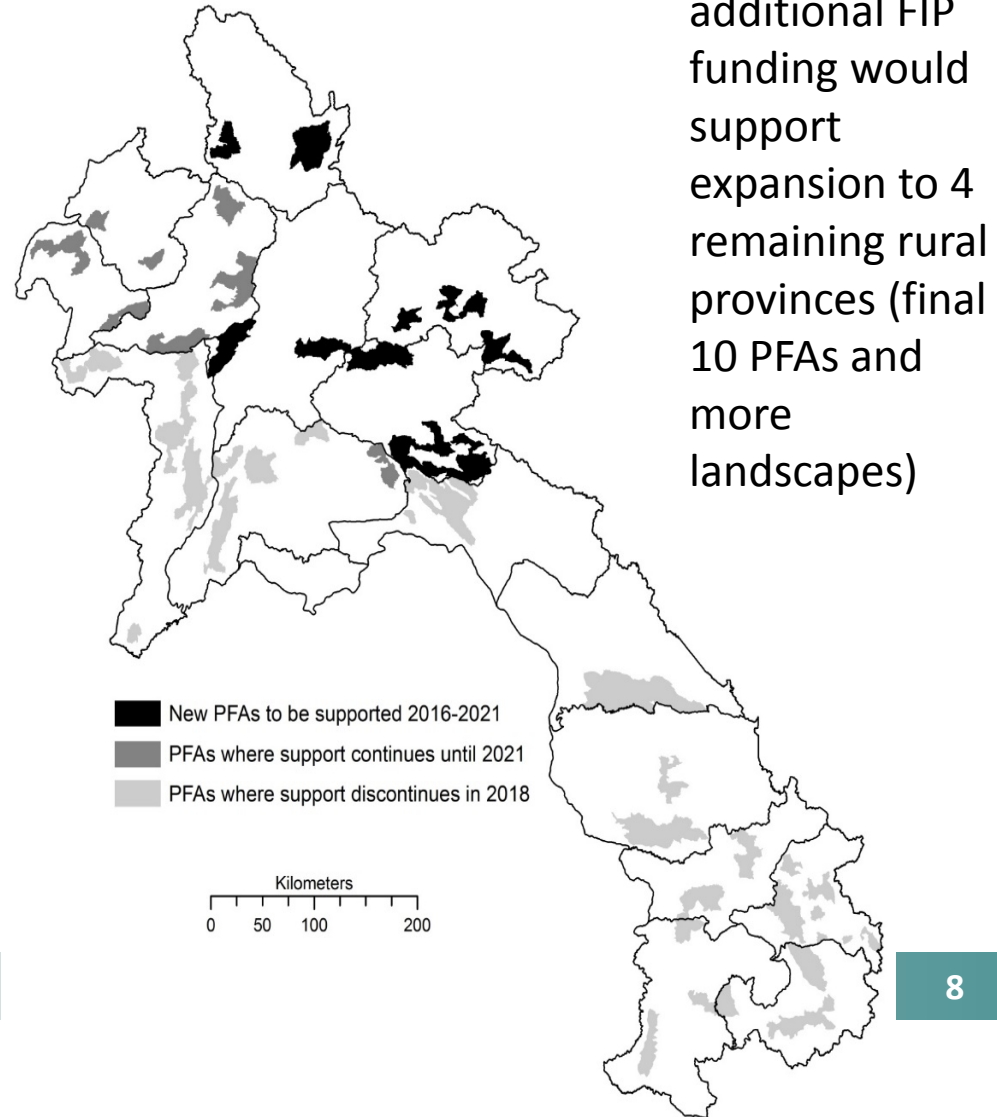 additional FIP
funding would
support
expansion to 4
remaining rural
provinces (final
10 PFAs and
more
landscapes)
New PFAs to be supported 2016-2021
PFAs where support continues until 2021
PFAs where support discontinues in 2018
Kilometers
0 50 100 200
8